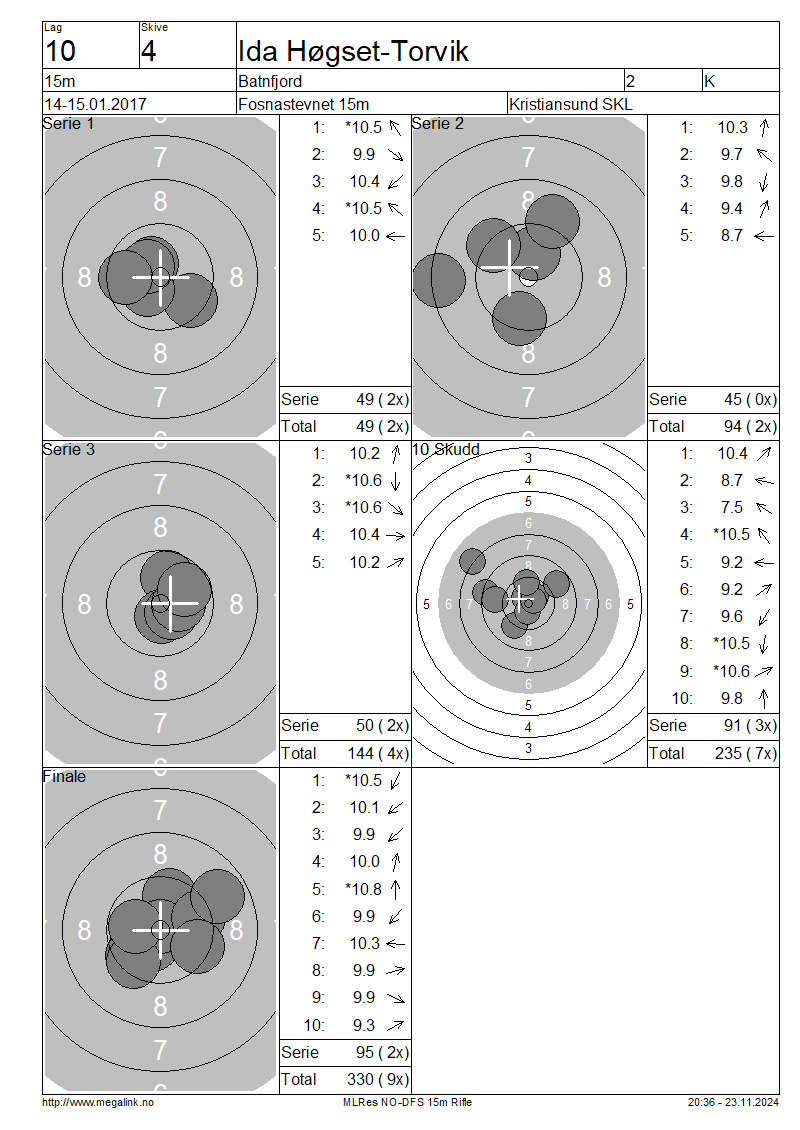 Lag
Skive
10
4
Ida Høgset-Torvik
15m
Batnfjord
2
K
14-15.01.2017
Fosnastevnet 15m
Kristiansund SKL
Serie 1
7
8
8
8
8
7
1: *10.5
2: 9.9
3: 10.4
4: *10.5
5: 10.0
Serie 49 ( 2x)
Total 49 ( 2x)
Serie 2
7
8
8
8
7
1: 10.3
2: 9.7
3: 9.8
4: 9.4
5: 8.7
Serie 45 ( 0x)
Total 94 ( 2x)
Serie 3
7
8
8
8
8
7
1: 10.2
2: *10.6
3: *10.6
4: 10.4
5: 10.2
Serie 50 ( 2x)
Total 144 ( 4x)
10 Skudd
3
4
5
6
7
8
5 6 7 8 7 6 5
8
7
6
5
4
3
1: 10.4
2: 8.7
3: 7.5
4: *10.5
5: 9.2
6: 9.2
7: 9.6
8: *10.5
9: *10.6
10: 9.8
Serie 91 ( 3x)
Total 235 ( 7x)
Finale
7
8
8
8
8
7
1: *10.5
2: 10.1
3: 9.9
4: 10.0
5: *10.8
6: 9.9
7: 10.3
8: 9.9
9: 9.9
10: 9.3
Serie 95 ( 2x)
Total 330 ( 9x)
http://www.megalink.no
MLRes NO-DFS 15m Rifle
20:36 - 23.11.2024